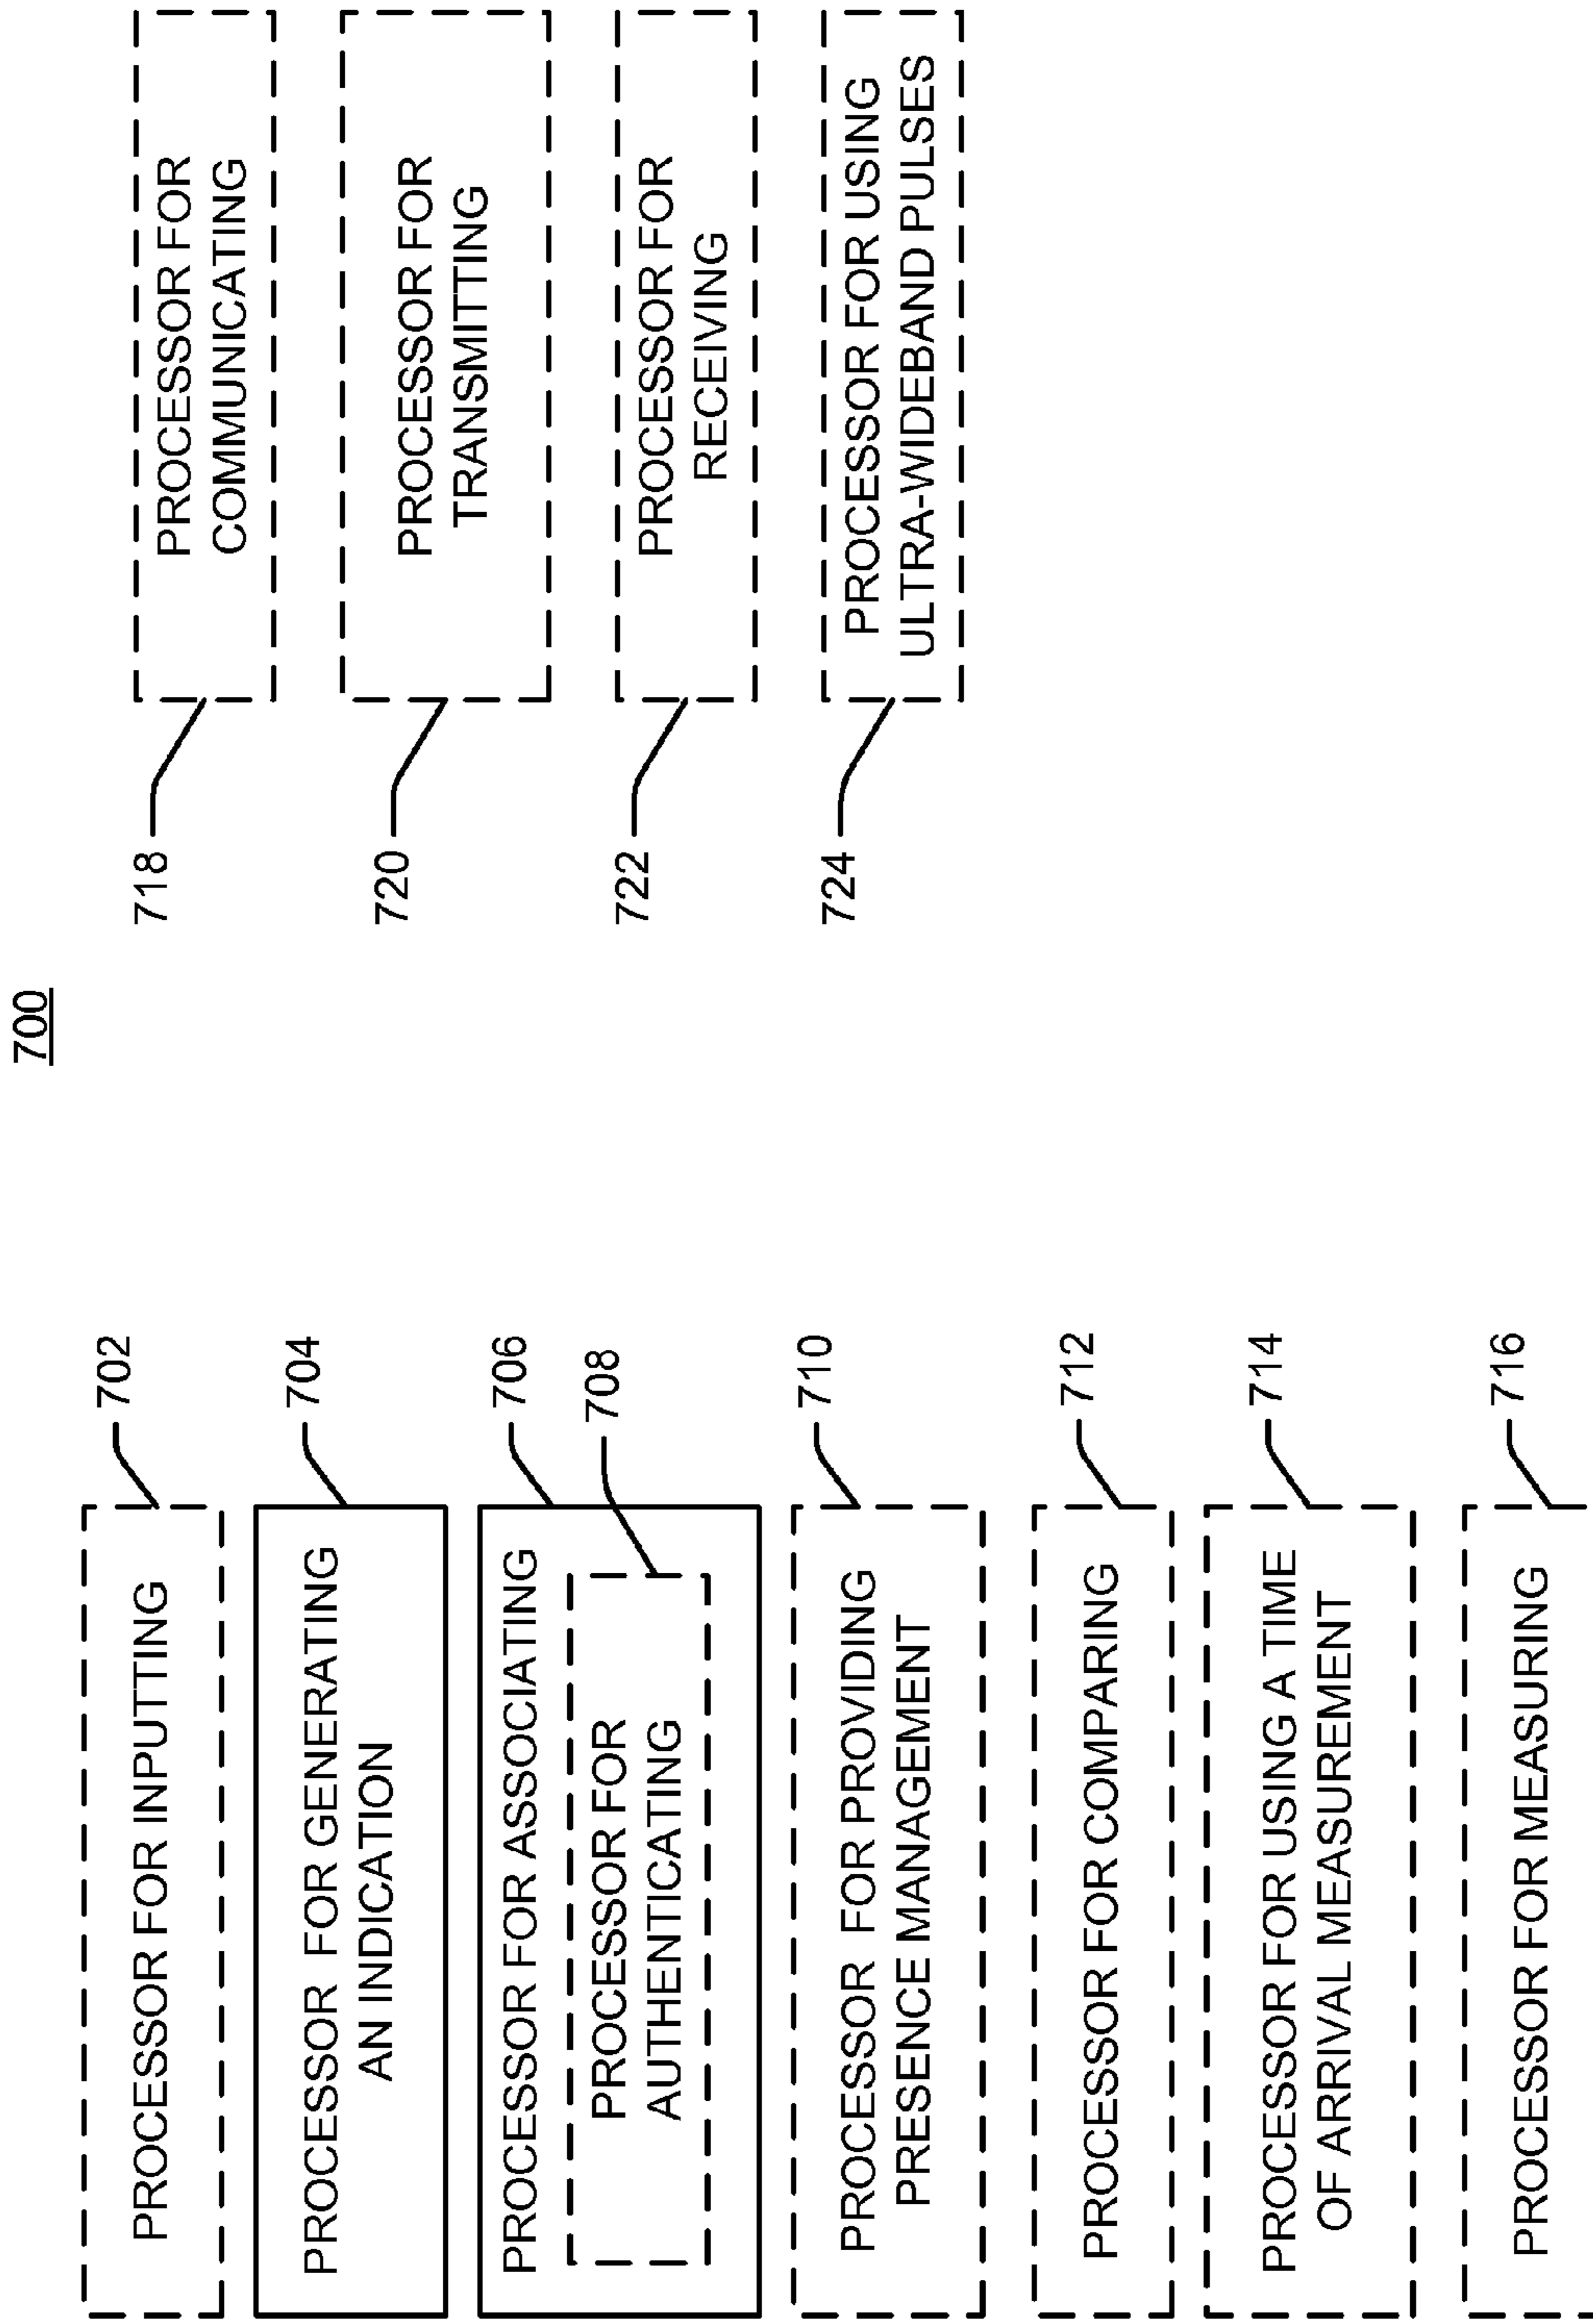 700
PROCESSOR FOR INPUTTING
702
PROCESSOR FOR GENERATING
AN INDICATION
704
PROCESSOR FOR ASSOCIATING
706
PROCESSOR FOR
AUTHENTICATING
708
PROCESSOR FOR PROVIDING
PRESENCE MANAGEMENT
710
PROCESSOR FOR COMPARING
712
PROCESSOR FOR USING A TIME
OF ARRIVAL MEASUREMENT
714
PROCESSOR FOR MEASURING
716
718
PROCESSOR FOR
COMMUNICATING
720
PROCESSOR FOR
TRANSMITTING
722
PROCESSOR FOR
RECEIVING
724
PROCESSOR FOR USING
ULTRA-WIDEBAND PULSES